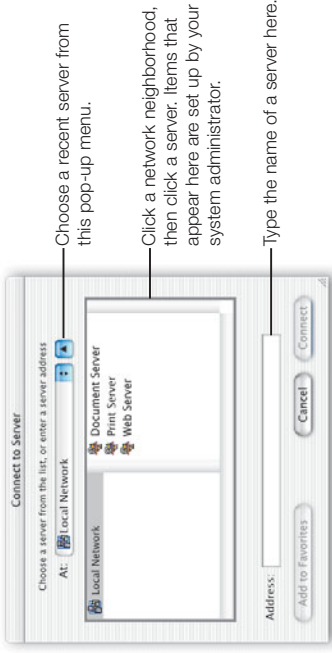 Connect to Server
Choose a server from the list, or enter a server address
At: Local Network
Local Network
Document Server
Print Server
Web Server
Address:
Add to Favorites
Cancel
Connect
Choose a recent server from
this pop-up menu.
Click a network neighborhood,
then click a server. Items that
appear here are set up by your
system administrator.
Type the name of a server here.